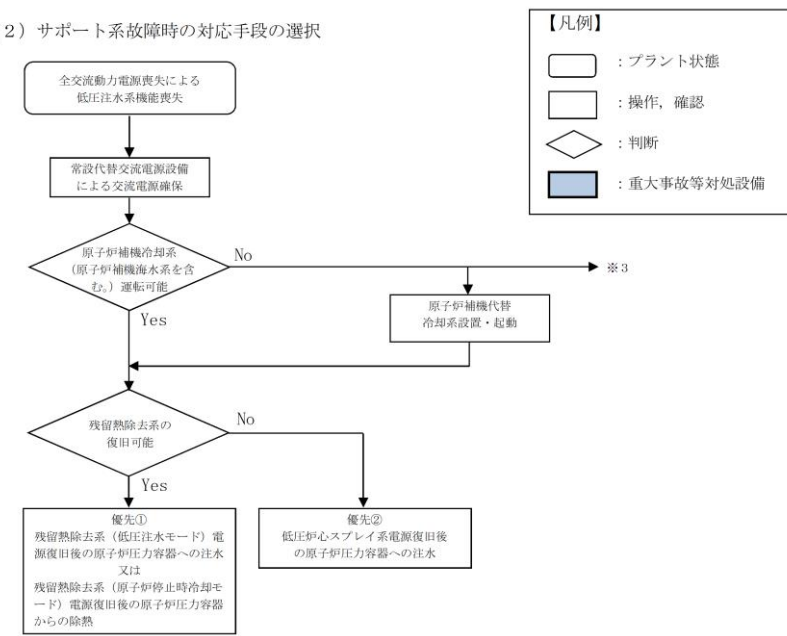 2）サポート系故障時の対応手段の選択
【凡例】
：プラント状態
：操作，確認
：判断
：重大事故等対処設備
全交流動力電源喪失による
低圧注水系機能喪失
常設代替交流電源設備
による交流電源確保
原子炉補機冷却系
（原子炉補機海水系を含
む。）運転可能
No
※3
Yes
原子炉補機代替
冷却系設置・起動
残留熱除去系の
復旧可能
No
Yes
優先①
残留熱除去系（低圧注水モード）電
源復旧後の原子炉圧力容器への注水
又は
残留熱除去系（原子炉停止時冷却モ
ード）電源復旧後の原子炉圧力容器
からの除熱
優先②
低圧炉心スプレイ系電源復旧後
の原子炉圧力容器への注水